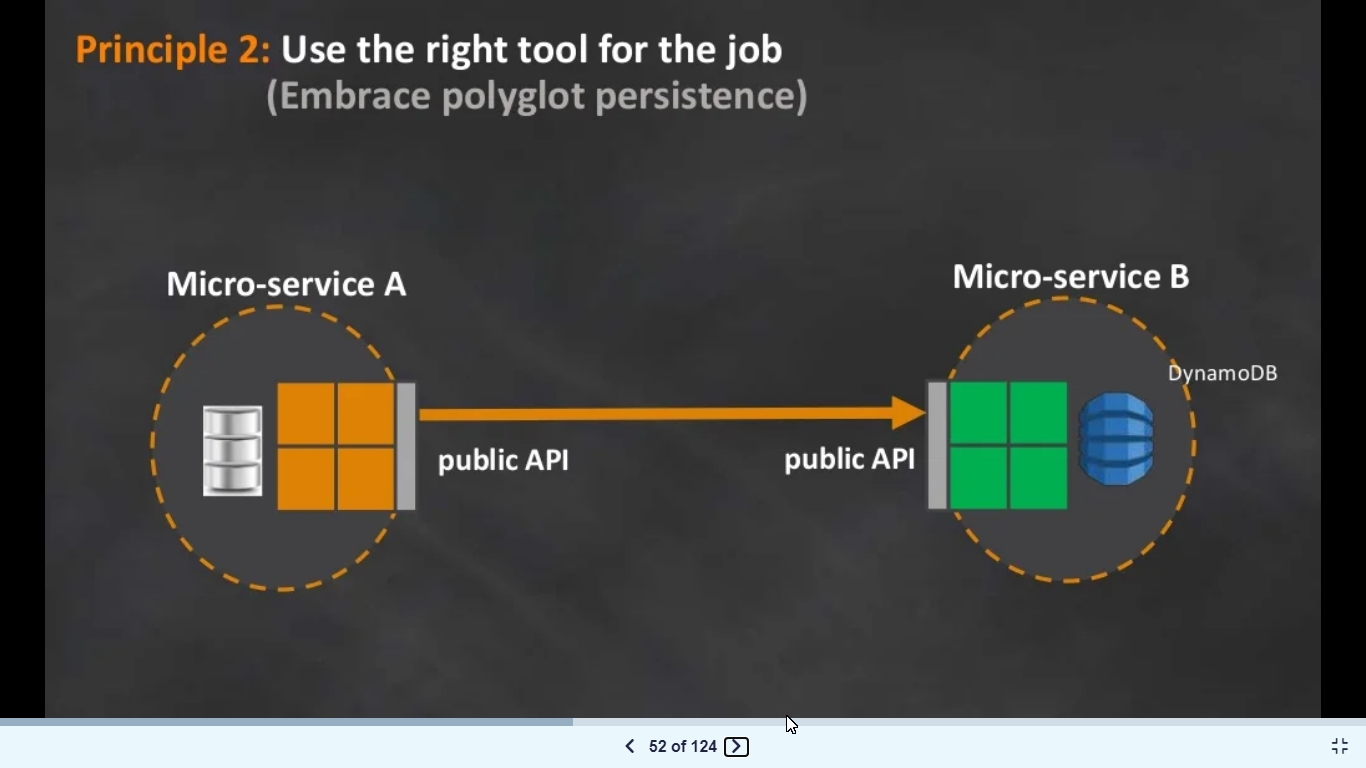 Principle 2: Use the right tool for the job
(Embrace polyglot persistence)
Micro-service A
Micro-service B
DynamoDB
public API
public API
52 of 124